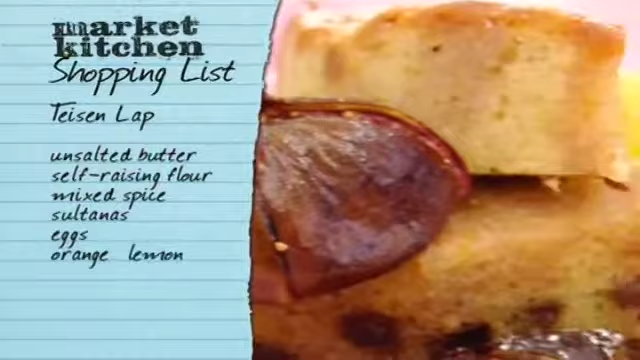 market
kitchen
Shopping List
Teisen Lap
unsalted butter
self-raising flour
mixed spice
sultanas
eggs
orange lemon